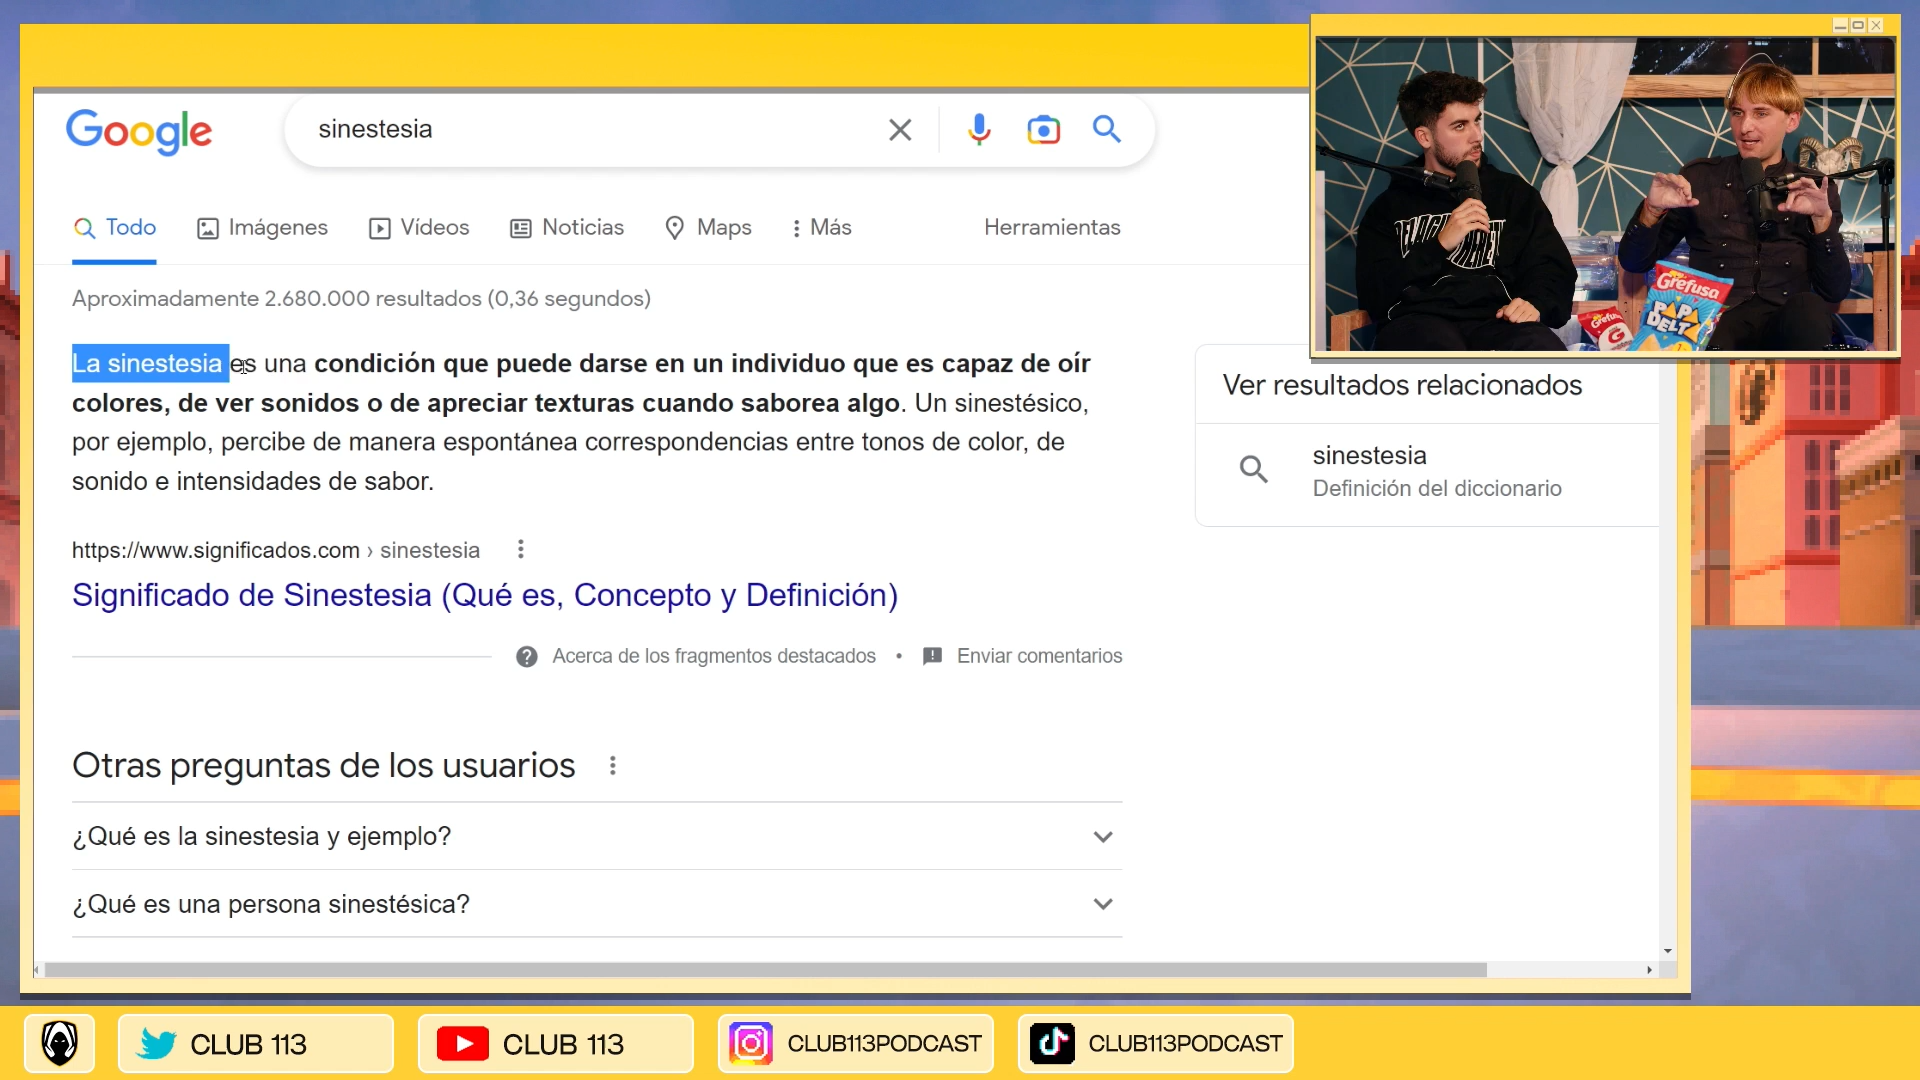 Google
sinestesia
Todo
Imágenes
Vídeos
Noticias
Maps
Más
Herramientas
Aproximadamente 2.680.000 resultados (0,36 segundos)
La sinestesia es una condición que puede darse en un individuo que es capaz de oír
colores, de ver sonidos o de apreciar texturas cuando saborea algo. Un sinestésico,
por ejemplo, percibe de manera espontánea correspondencias entre tonos de color, de
sonido e intensidades de sabor.
https://www.significados.com › sinestesia
Significado de Sinestesia (Qué es, Concepto y Definición)
Acerca de los fragmentos destacados • Enviar comentarios
Otras preguntas de los usuarios
¿Qué es la sinestesia y ejemplo?
¿Qué es una persona sinestésica?
Ver resultados relacionados
sinestesia
Definición del diccionario
Grefusa
PAPA
DELTA
Grefusa
G
CLUB 113
CLUB 113
CLUB113PODCAST
CLUB113PODCAST